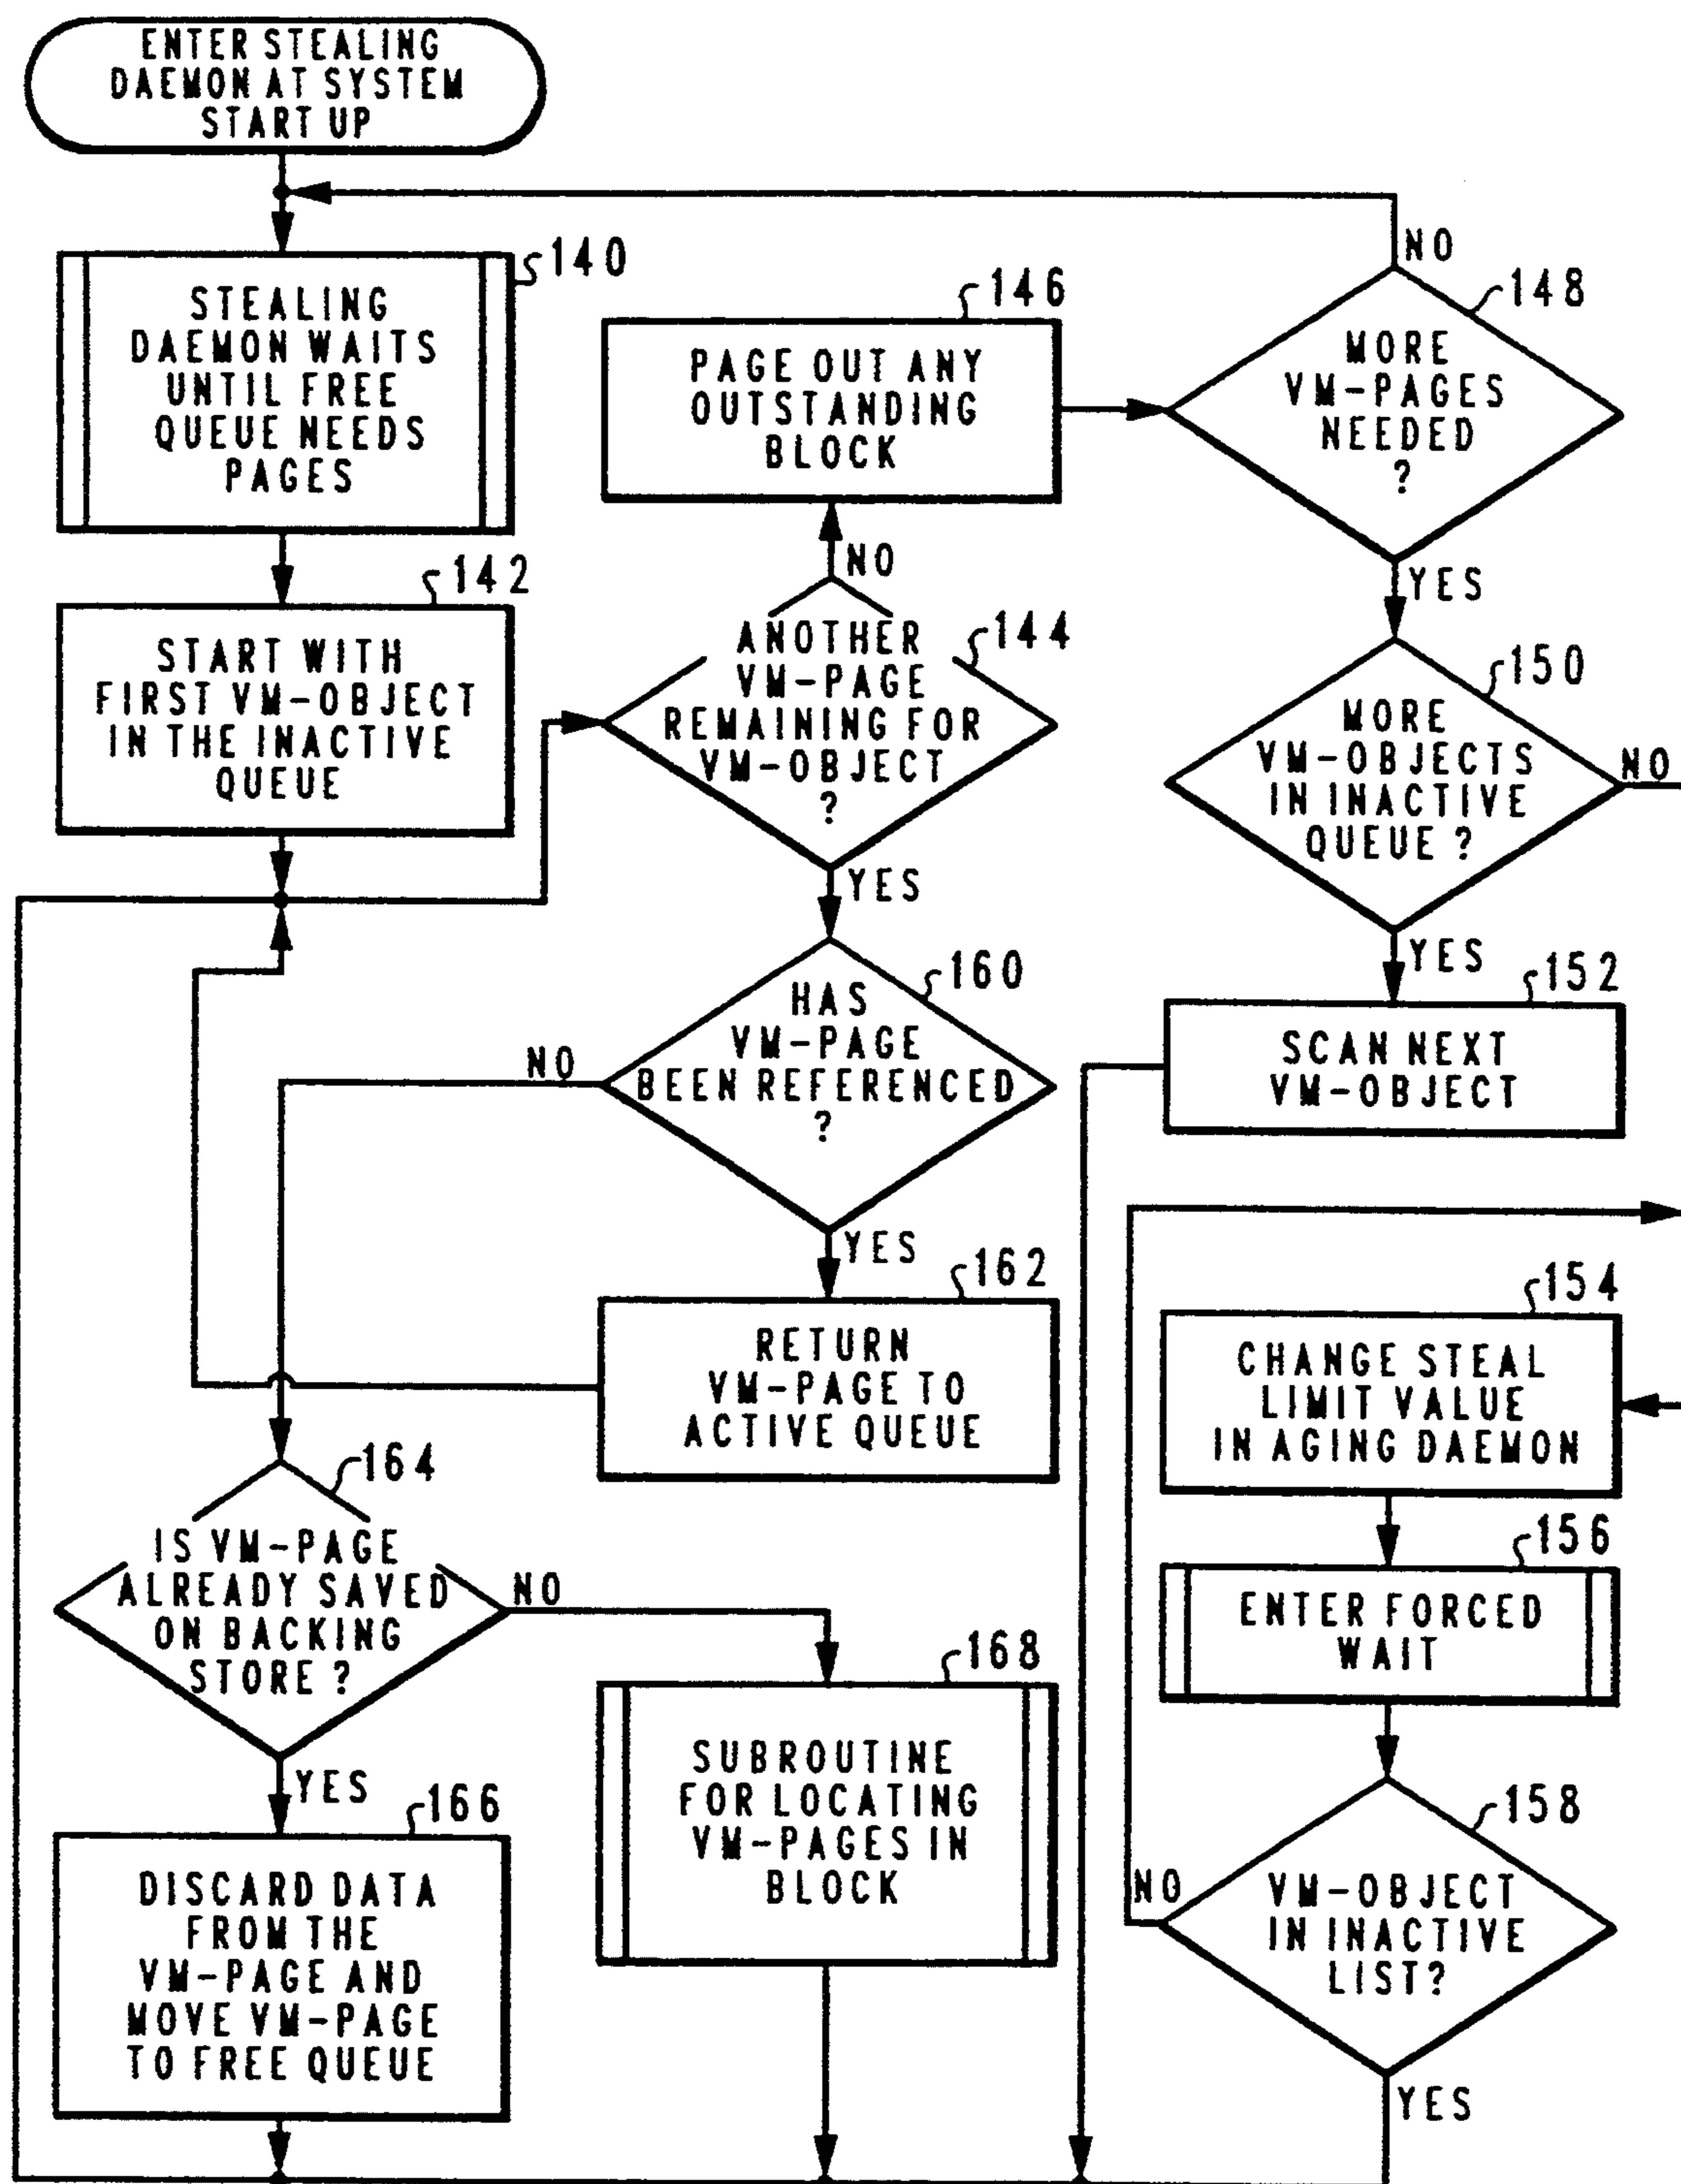 ENTER STEALING
DAEMON AT SYSTEM
START UP
140
STEALING
DAEMON WAITS
UNTIL FREE
QUEUE NEEDS
PAGES
142
START WITH
FIRST VM-OBJECT
IN THE INACTIVE
QUEUE
146
PAGE OUT ANY
OUTSTANDING
BLOCK
NO
148
MORE
VM-PAGES
NEEDED
?
YES
NO
144
ANOTHER
VM-PAGE
REMAINING FOR
VM-OBJECT
?
YES
150
MORE
VM-OBJECTS
IN INACTIVE
QUEUE ?
NO
YES
160
HAS
VM-PAGE
BEEN REFERENCED
?
NO
YES
152
SCAN NEXT
VM-OBJECT
162
RETURN
VM-PAGE TO
ACTIVE QUEUE
154
CHANGE STEAL
LIMIT VALUE
IN AGING DAEMON
164
IS VM-PAGE
ALREADY SAVED
ON BACKING
STORE ?
NO
YES
156
ENTER FORCED
WAIT
168
SUBROUTINE
FOR LOCATING
VM-PAGES IN
BLOCK
158
VM-OBJECT
IN INACTIVE
LIST?
NO
YES
166
DISCARD DATA
FROM THE
VM-PAGE AND
MOVE VM-PAGE
TO FREE QUEUE